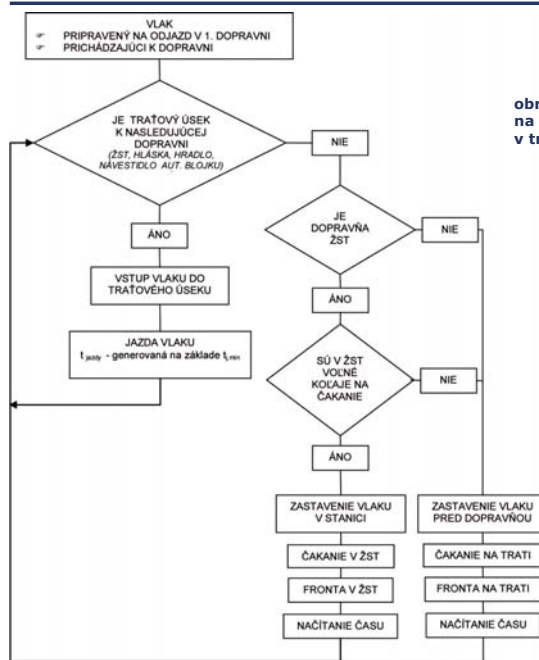 VLAK
☞ PRIPRAVENÝ NA ODJAZD V 1. DOPRAVNI
☞ PRICHÁDZAJÚCI K DOPRAVNI
obr
na
v tr
JE TRAŤOVÝ ÚSEK
K NASLEDUJÚCEJ
DOPRAVNI
(ŽST, HLÁSKA, HRADLO,
NÁVESTIDLO AUT. BLOJKU)
NIE
ÁNO
VSTUP VLAKU DO
TRAŤOVÉHO ÚSEKU
JAZDA VLAKU
t jazdy - generovaná na základe t j,min
JE
DOPRAVŇA
ŽST
NIE
ÁNO
SÚ V ŽST
VOĽNÉ
KOĽAJE NA
ČAKANIE
NIE
ÁNO
ZASTAVENIE VLAKU
V STANICI
ČAKANIE V ŽST
FRONTA V ŽST
NAČÍTANIE ČASU
ZASTAVENIE VLAKU
PRED DOPRAVŇOU
ČAKANIE NA TRATI
FRONTA NA TRATI
NAČÍTANIE ČASU